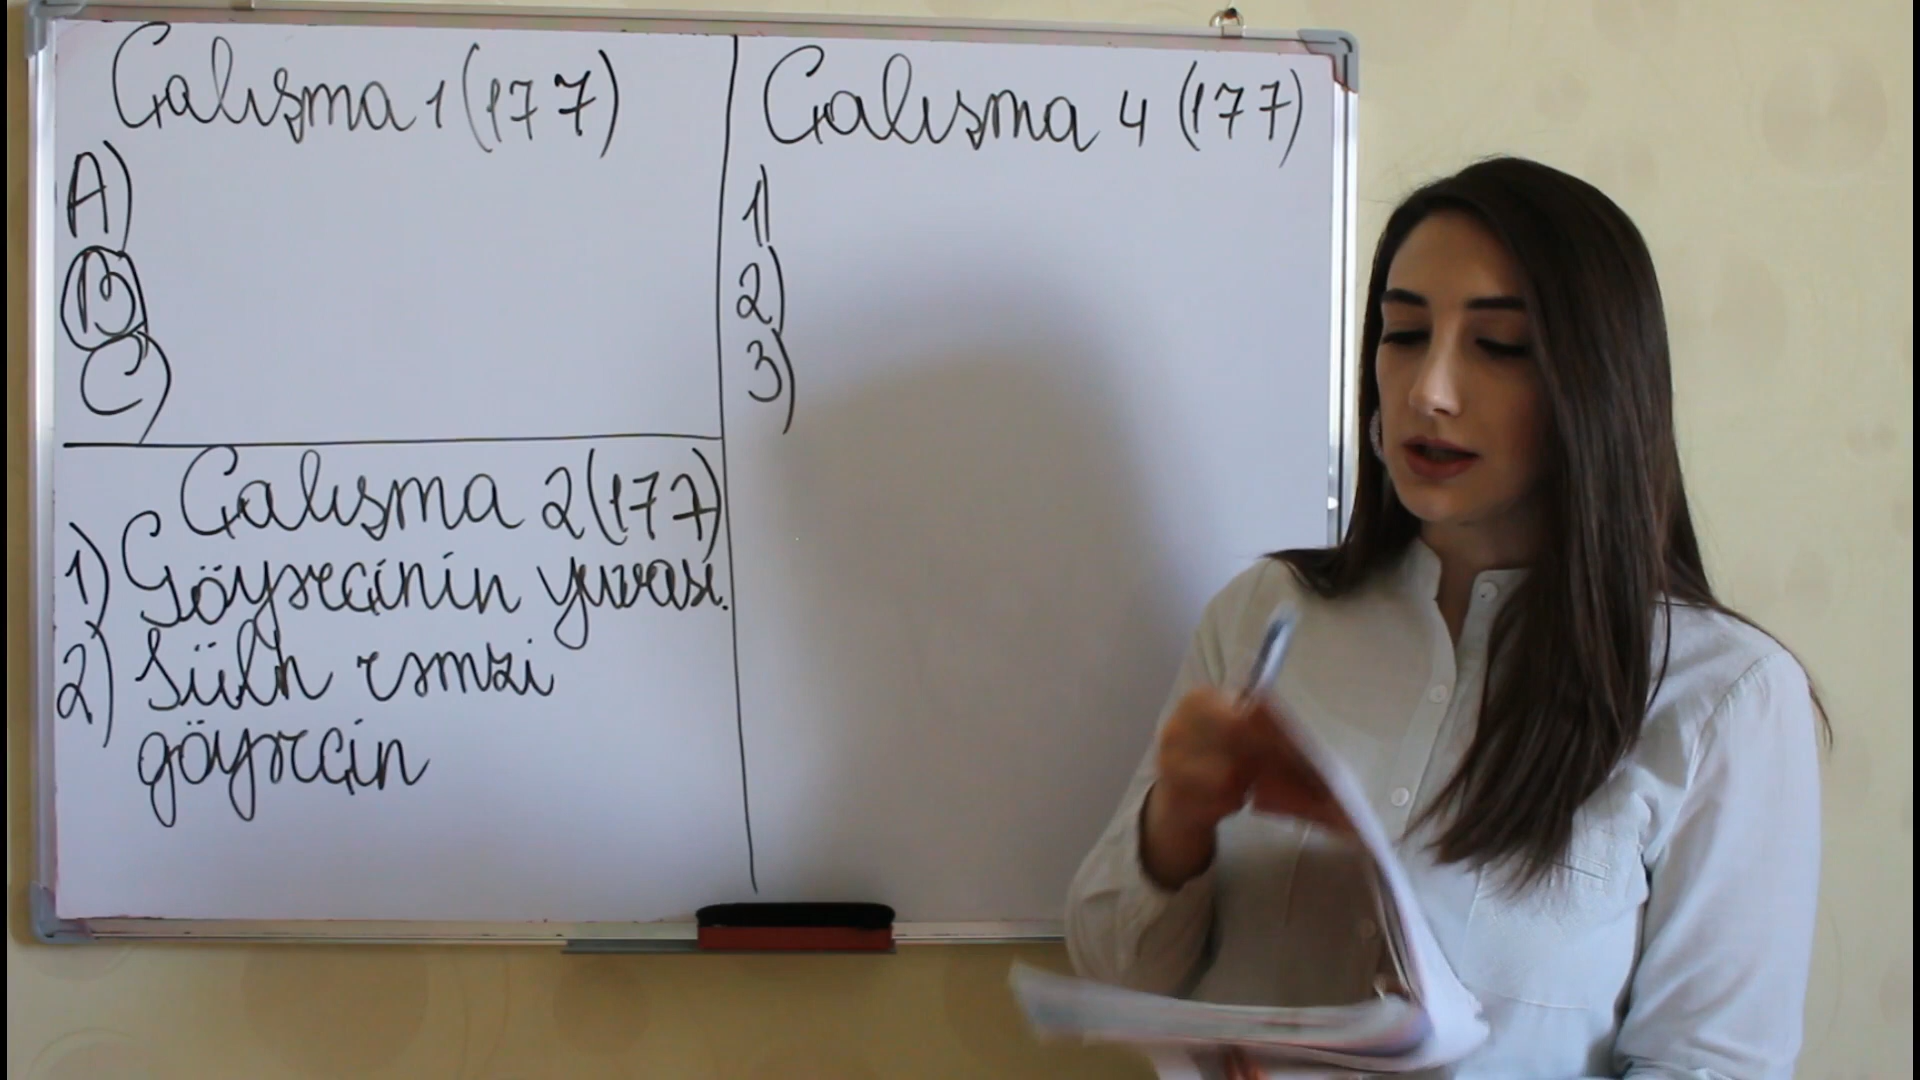 Çalışma 1 (177)
A)
B)
C)
Çalışma 2 (177)
1) Göyərçinin yuvası.
2) Sülh rəmzi
göyərçin
Çalışma 4 (177)
1)
2)
3)